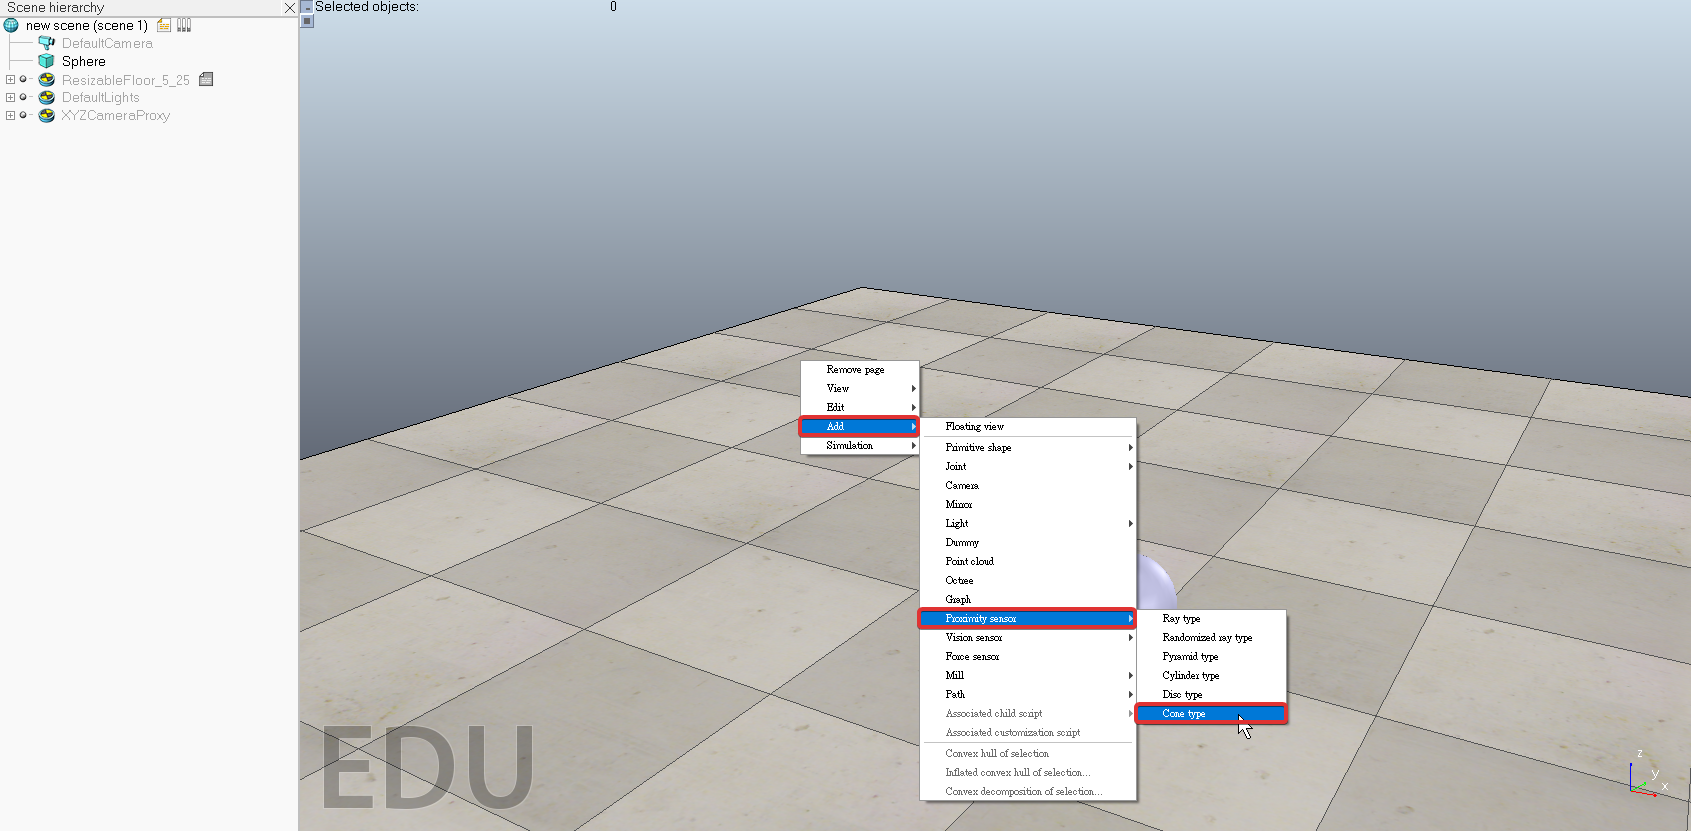 Scene hierarchy
new scene (scene 1)
DefaultCamera
Sphere
ResizableFloor_5_25
DefaultLights
XYZCameraProxy
Selected objects: 0
Remove page
View
Edit
Add
Simulation
Floating view
Primitive shape
Joint
Camera
Mirror
Light
Dummy
Point cloud
Octree
Graph
Proximity sensor
Vision sensor
Force sensor
Mill
Path
Associated child script
Associated customization script
Convex hull of selection
Inflated convex hull of selection...
Convex decomposition of selection...
Ray type
Randomized ray type
Pyramid type
Cylinder type
Disc type
Cone type
EDU
z
y
x